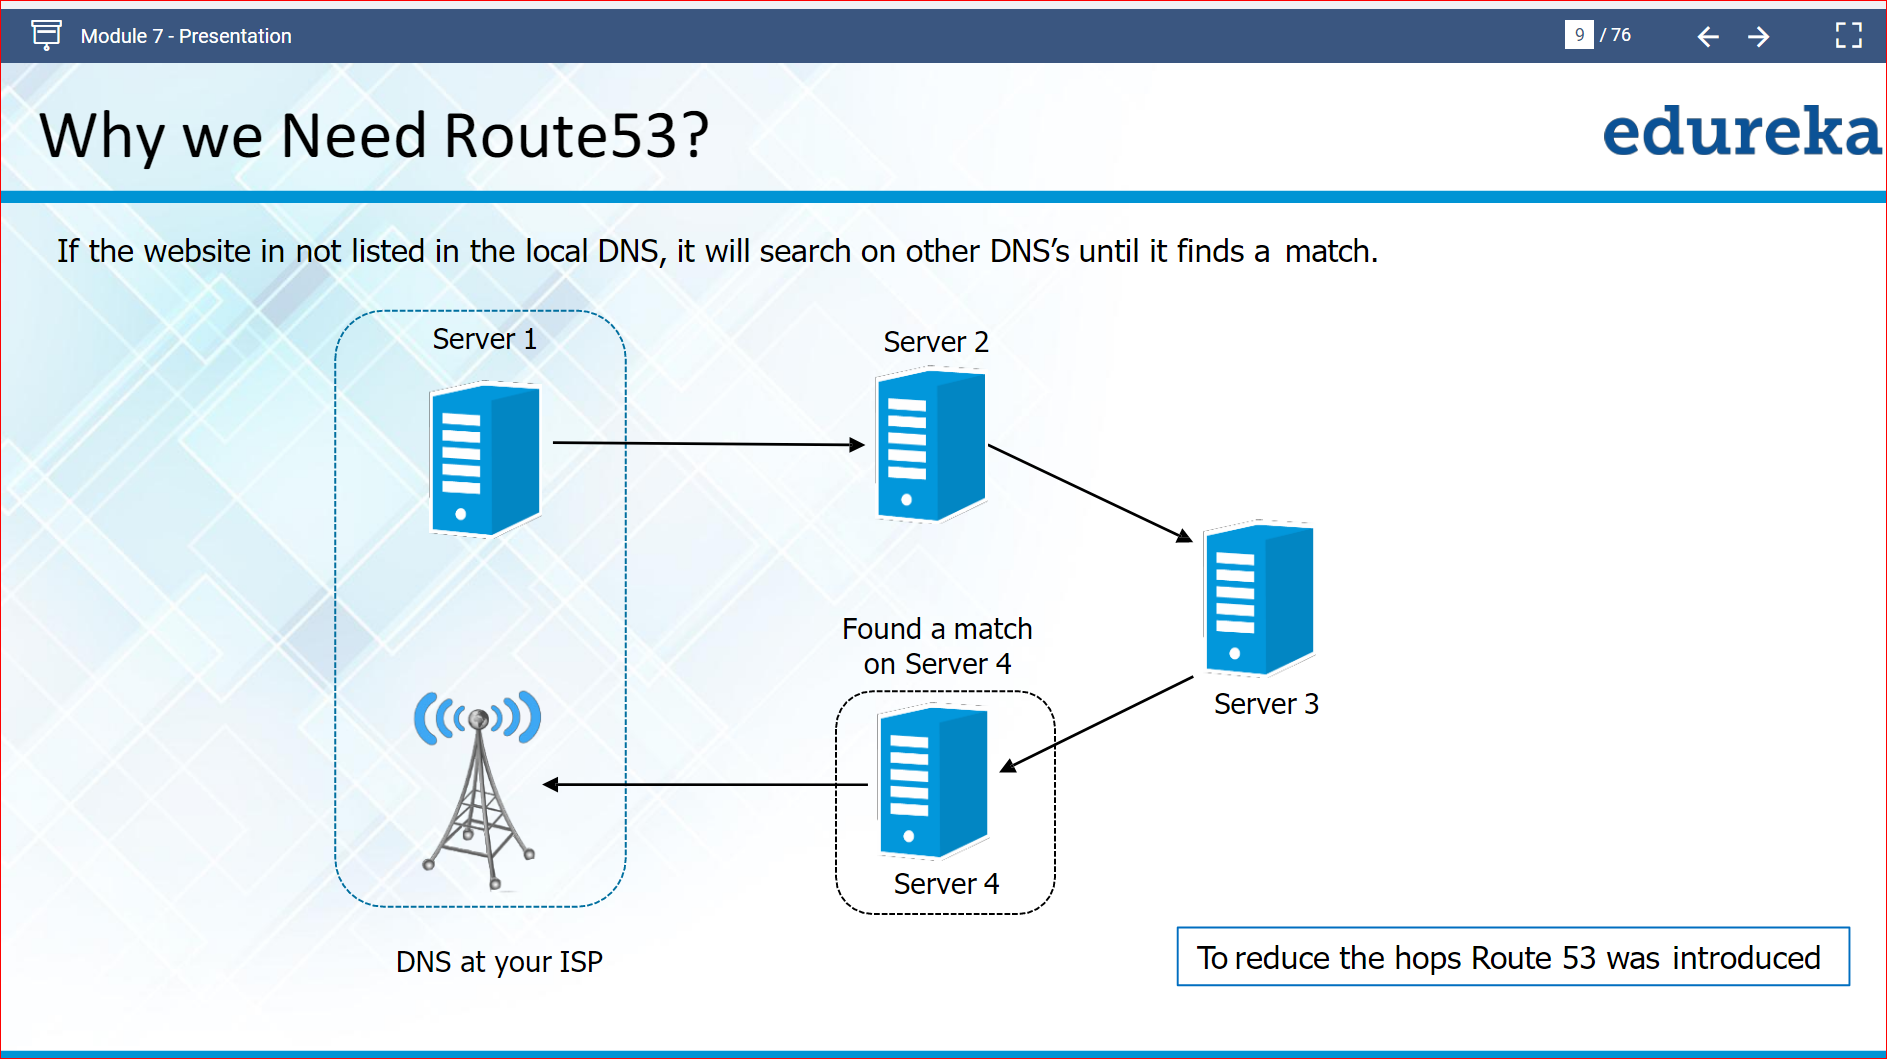 Module 7 - Presentation
9 / 76
Why we Need Route53?
edureka
If the website in not listed in the local DNS, it will search on other DNS’s until it finds a match.
Server 1
Server 2
Server 3
Found a match
on Server 4
Server 4
DNS at your ISP
To reduce the hops Route 53 was introduced